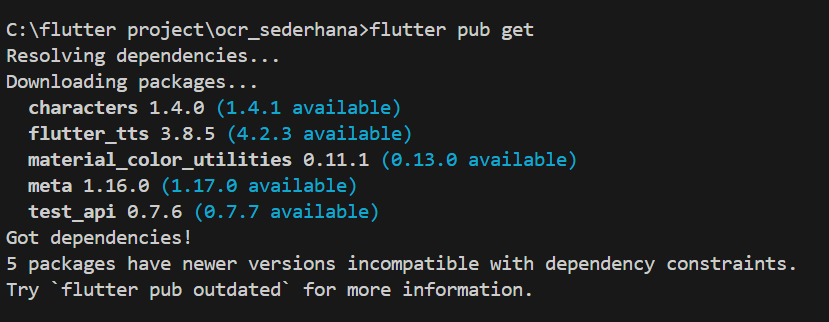 C:\flutter project\ocr_sederhana>flutter pub get
Resolving dependencies...
Downloading packages...
  characters 1.4.0 (1.4.1 available)
  flutter_tts 3.8.5 (4.2.3 available)
  material_color_utilities 0.11.1 (0.13.0 available)
  meta 1.16.0 (1.17.0 available)
  test_api 0.7.6 (0.7.7 available)
Got dependencies!
5 packages have newer versions incompatible with dependency constraints.
Try `flutter pub outdated` for more information.